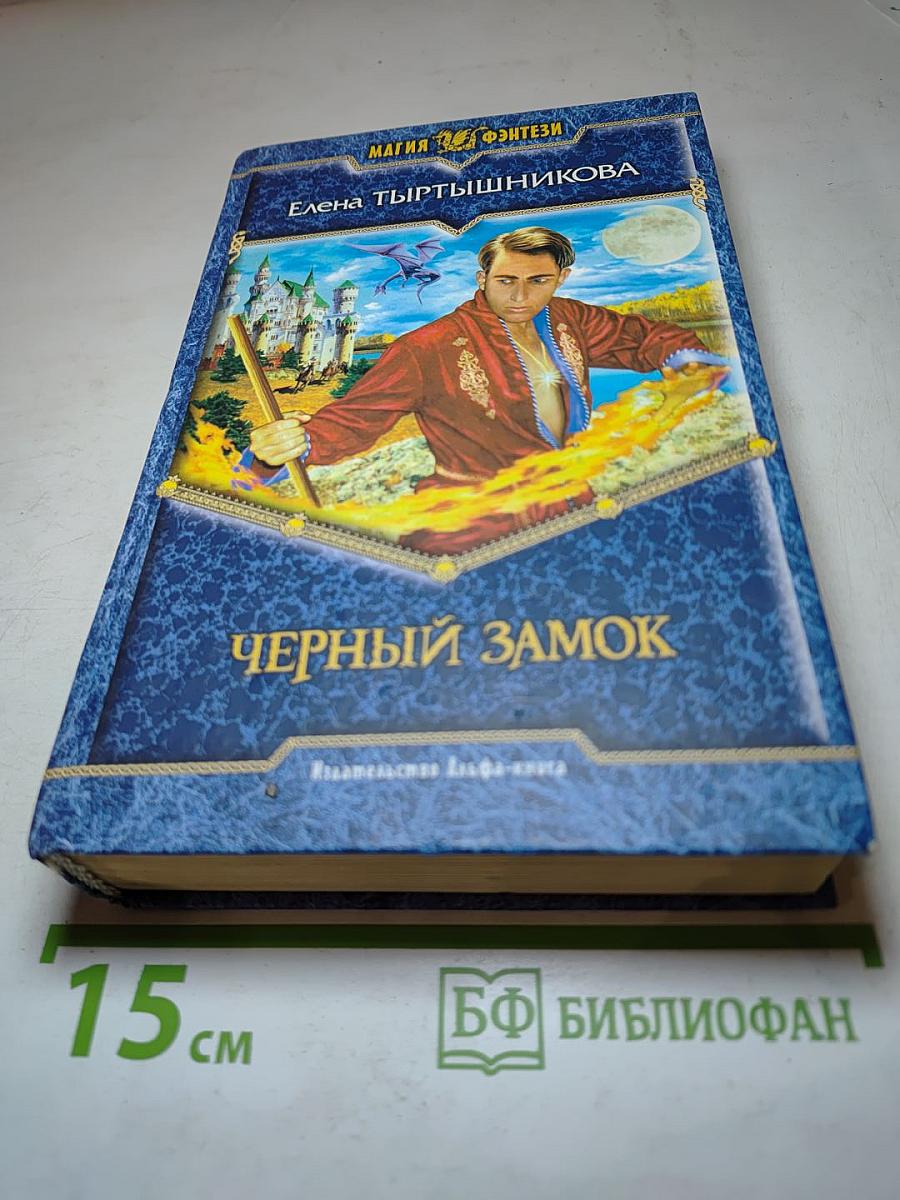 МАГИЯ ФЭНТЕЗИ
Елена ТЫРТЫШНИКОВА
ЧЕРНЫЙ ЗАМОК
Издательство Альфа-книга
15 см
БФ БИБЛИОФАН